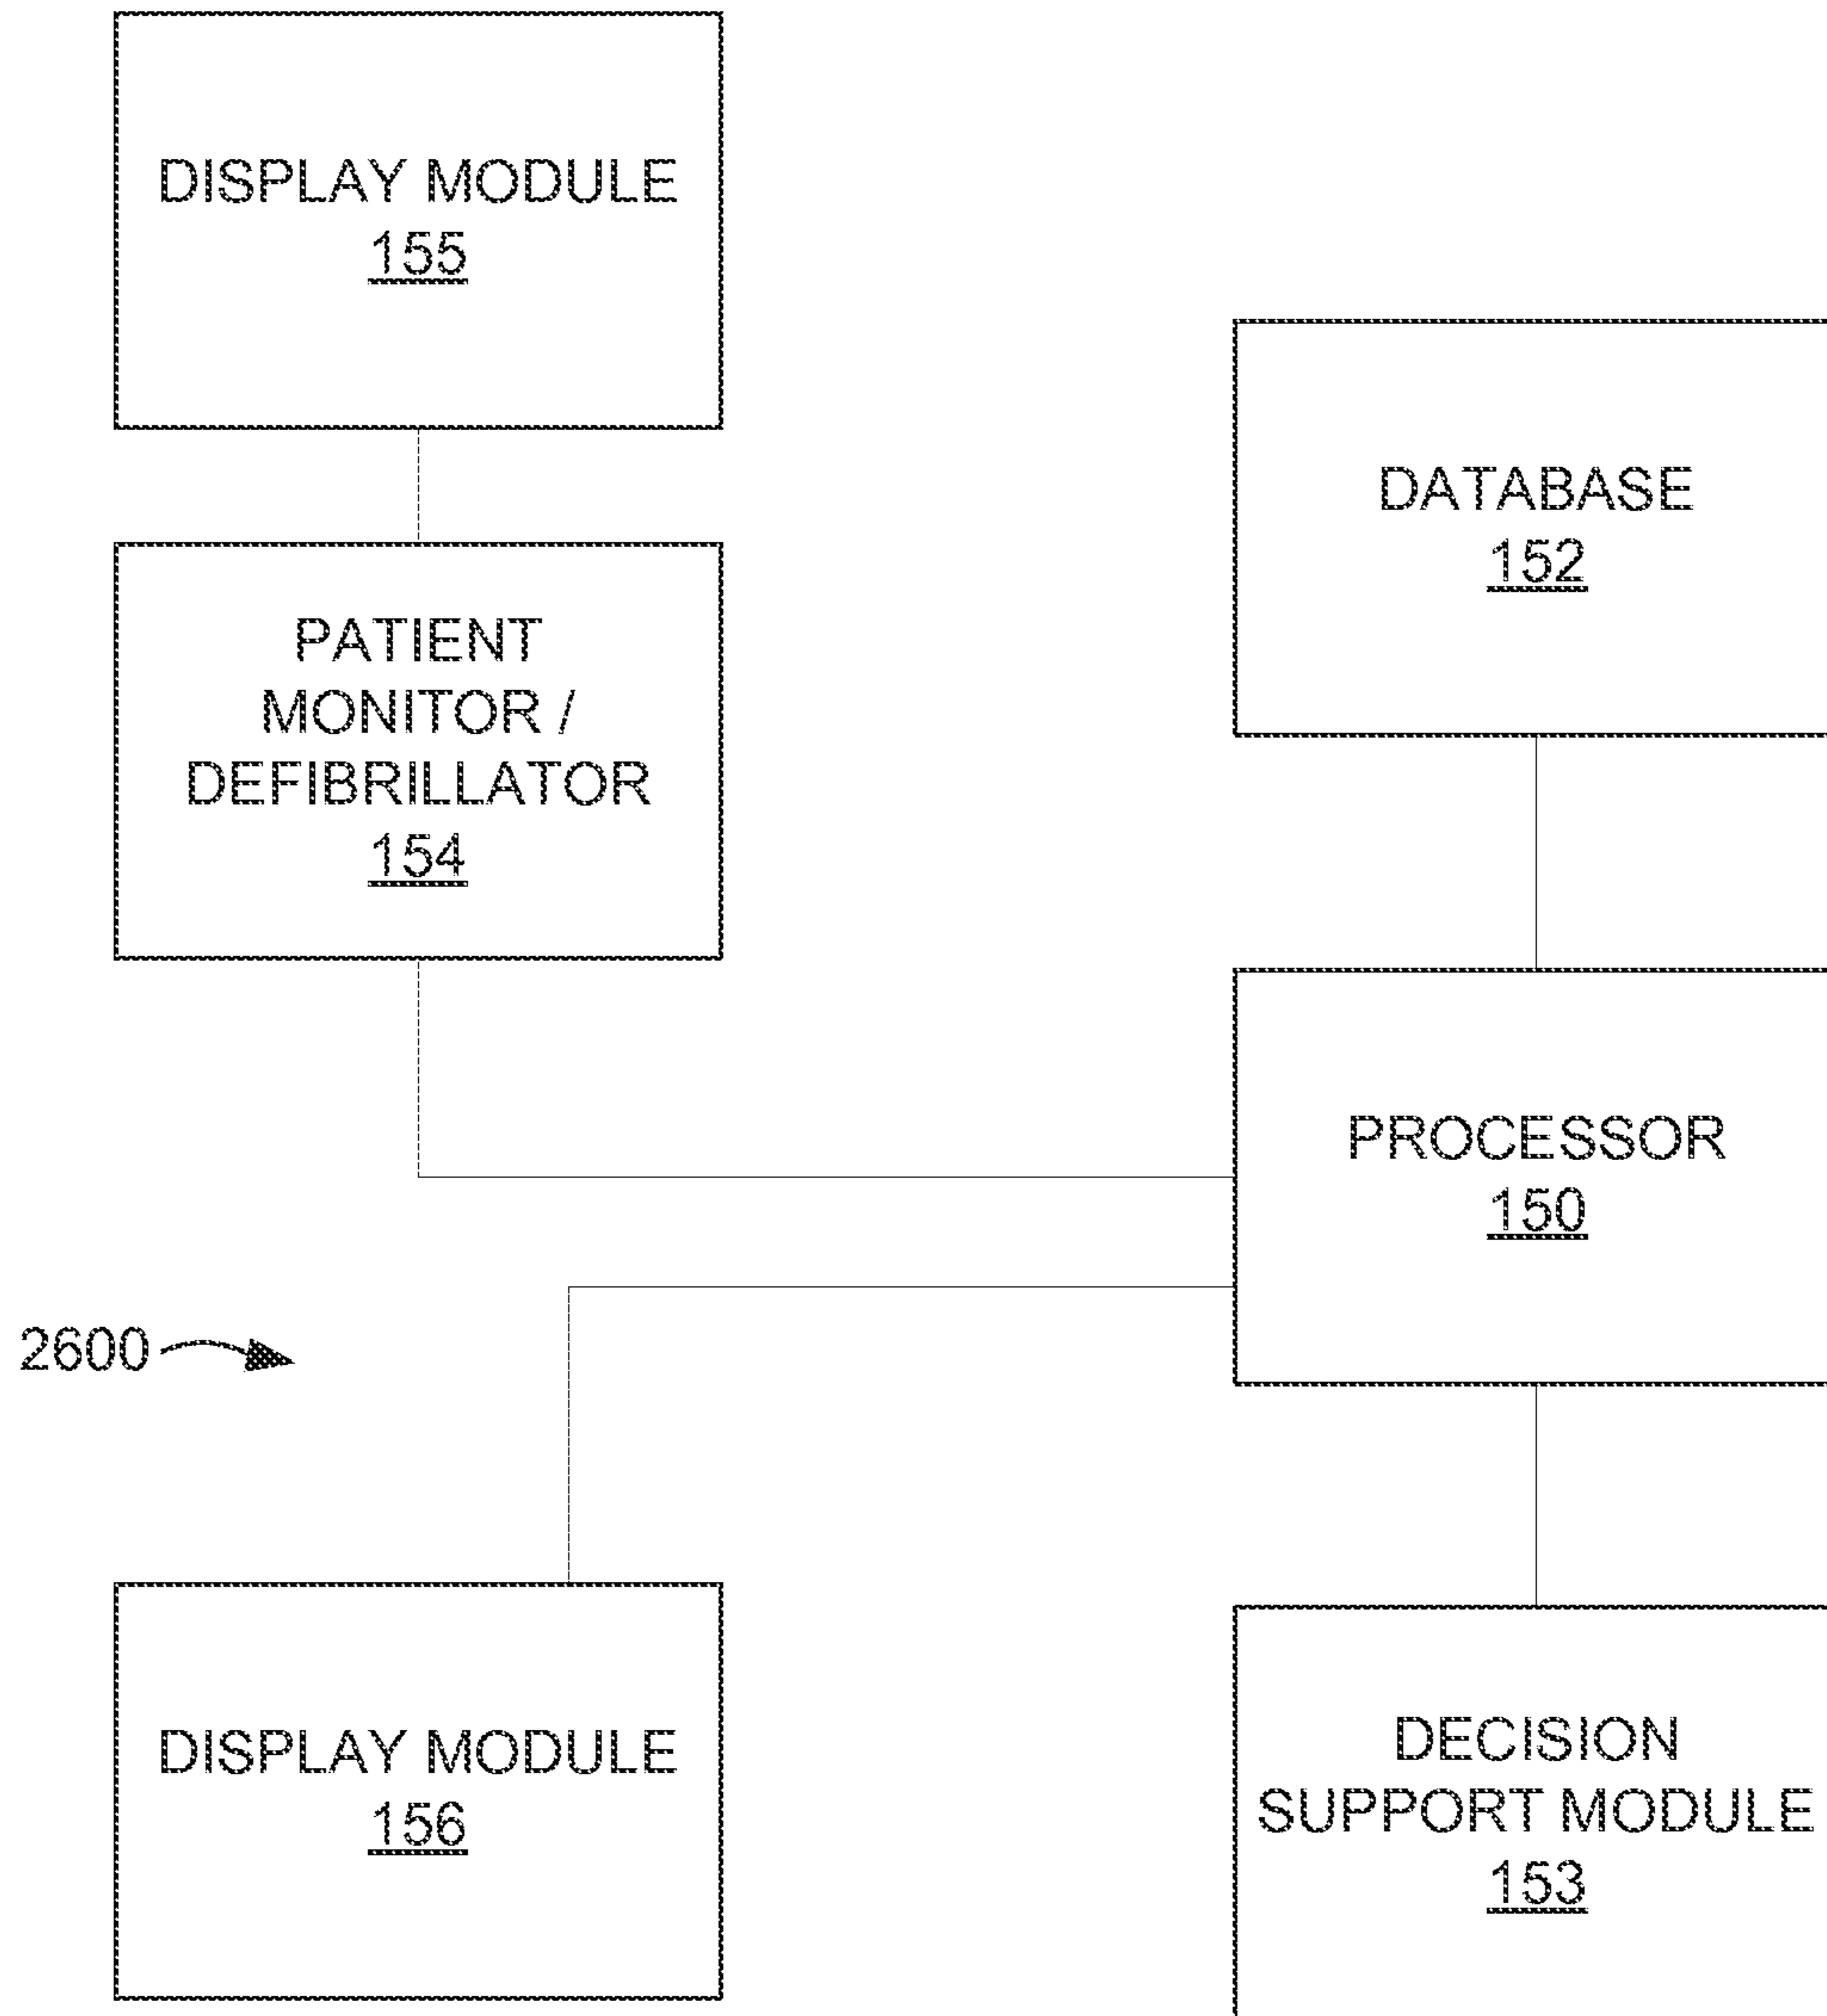 DISPLAY MODULE
155
DATABASE
152
PATIENT
MONITOR /
DEFIBRILLATOR
154
PROCESSOR
150
2600
DISPLAY MODULE
156
DECISION
SUPPORT MODULE
153